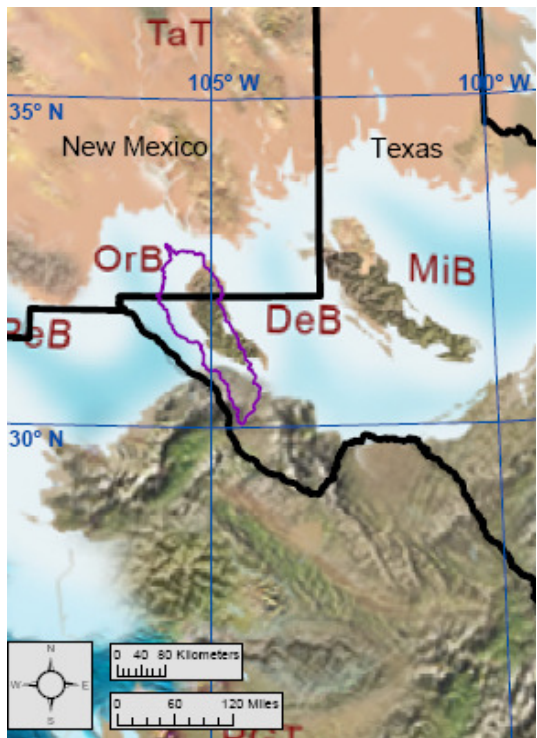 TaT
105° W
100° W
35° N
New Mexico
Texas
OrB
MiB
DeB
PeB
30° N
N
W
E
S
0 40 80 Kilometers
0 60 120 Miles